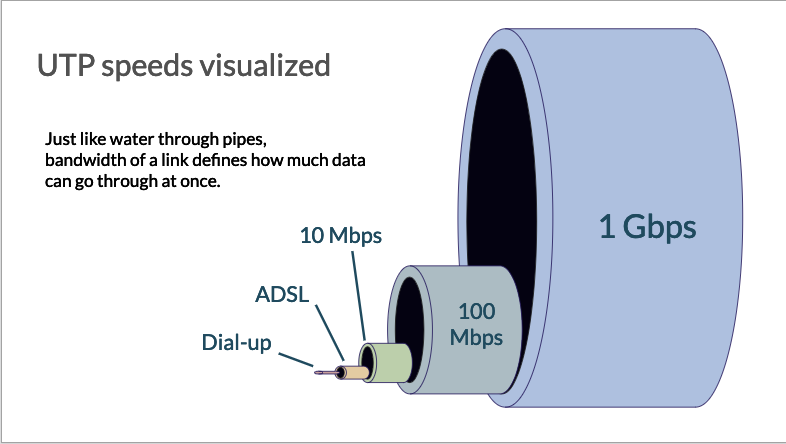 UTP speeds visualized
Just like water through pipes,
bandwidth of a link defines how much data
can go through at once.
10 Mbps
ADSL
Dial-up
100
Mbps
1 Gbps